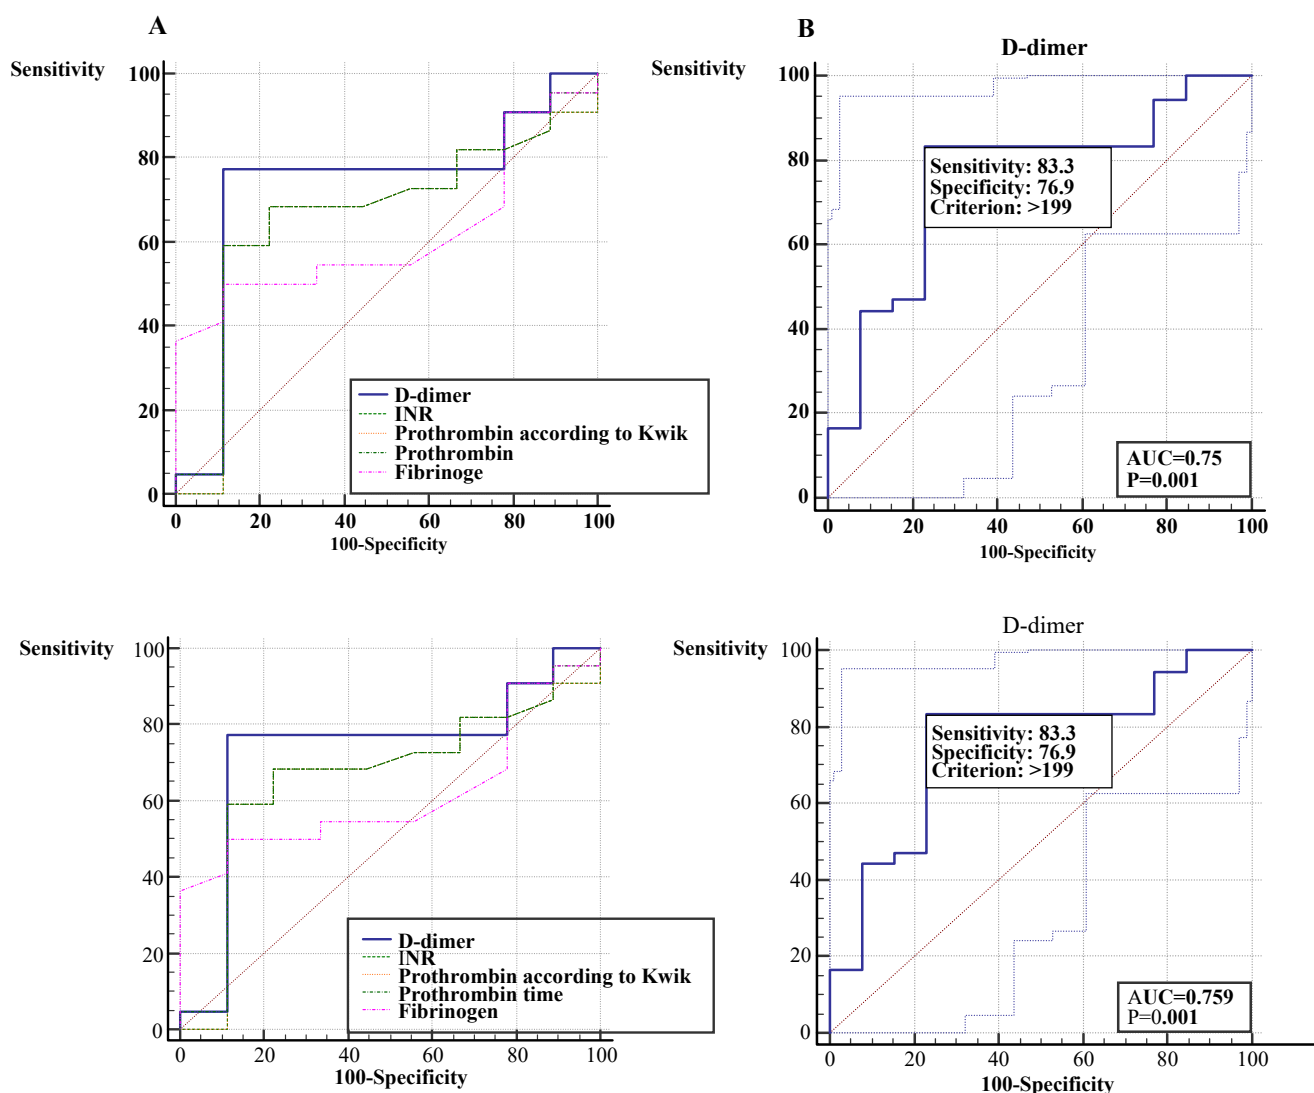 A
Sensitivity
100
80
60
40
20
0
D-dimer
INR
Prothrombin according to Kwik
Prothrombin
Fibrinoge
0 20 40 60 80 100
100-Specificity
B
D-dimer
Sensitivity
100
80
60
40
20
0
Sensitivity: 83.3
Specificity: 76.9
Criterion: >199
AUC=0.75
P=0.001
0 20 40 60 80 100
100-Specificity
Sensitivity
100
80
60
40
20
0
D-dimer
INR
Prothrombin according to Kwik
Prothrombin time
Fibrinogen
0 20 40 60 80 100
100-Specificity
D-dimer
Sensitivity
100
80
60
40
20
0
Sensitivity: 83.3
Specificity: 76.9
Criterion: >199
AUC=0.759
P=0.001
0 20 40 60 80 100
100-Specificity